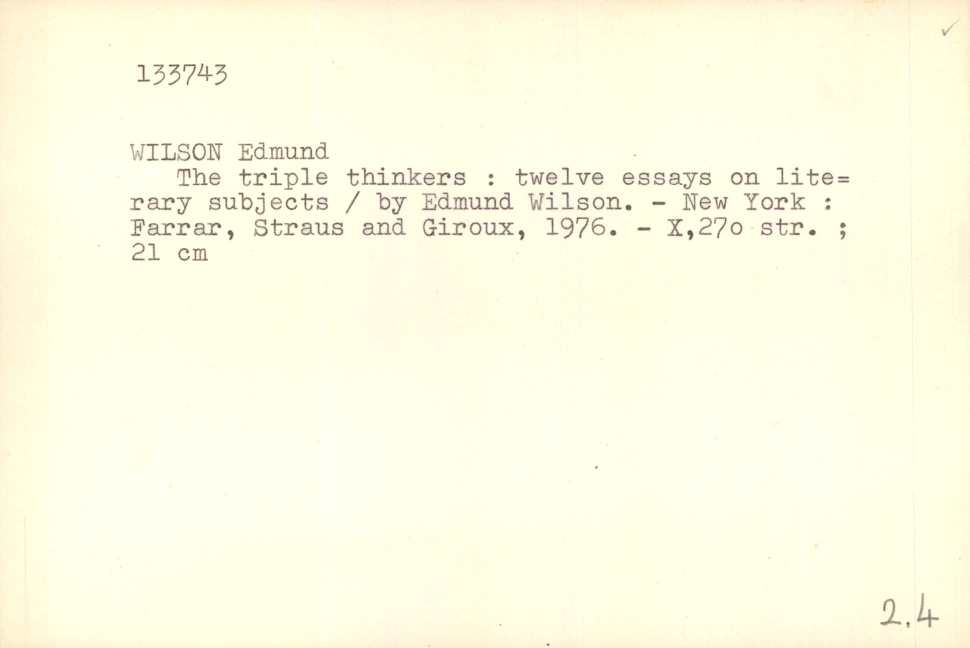 133743
WILSON Edmund
The triple thinkers : twelve essays on lite=
rary subjects / by Edmund Wilson. - New York :
Farrar, Straus and Giroux, 1976. - X,27o str. ;
21 cm
2.4